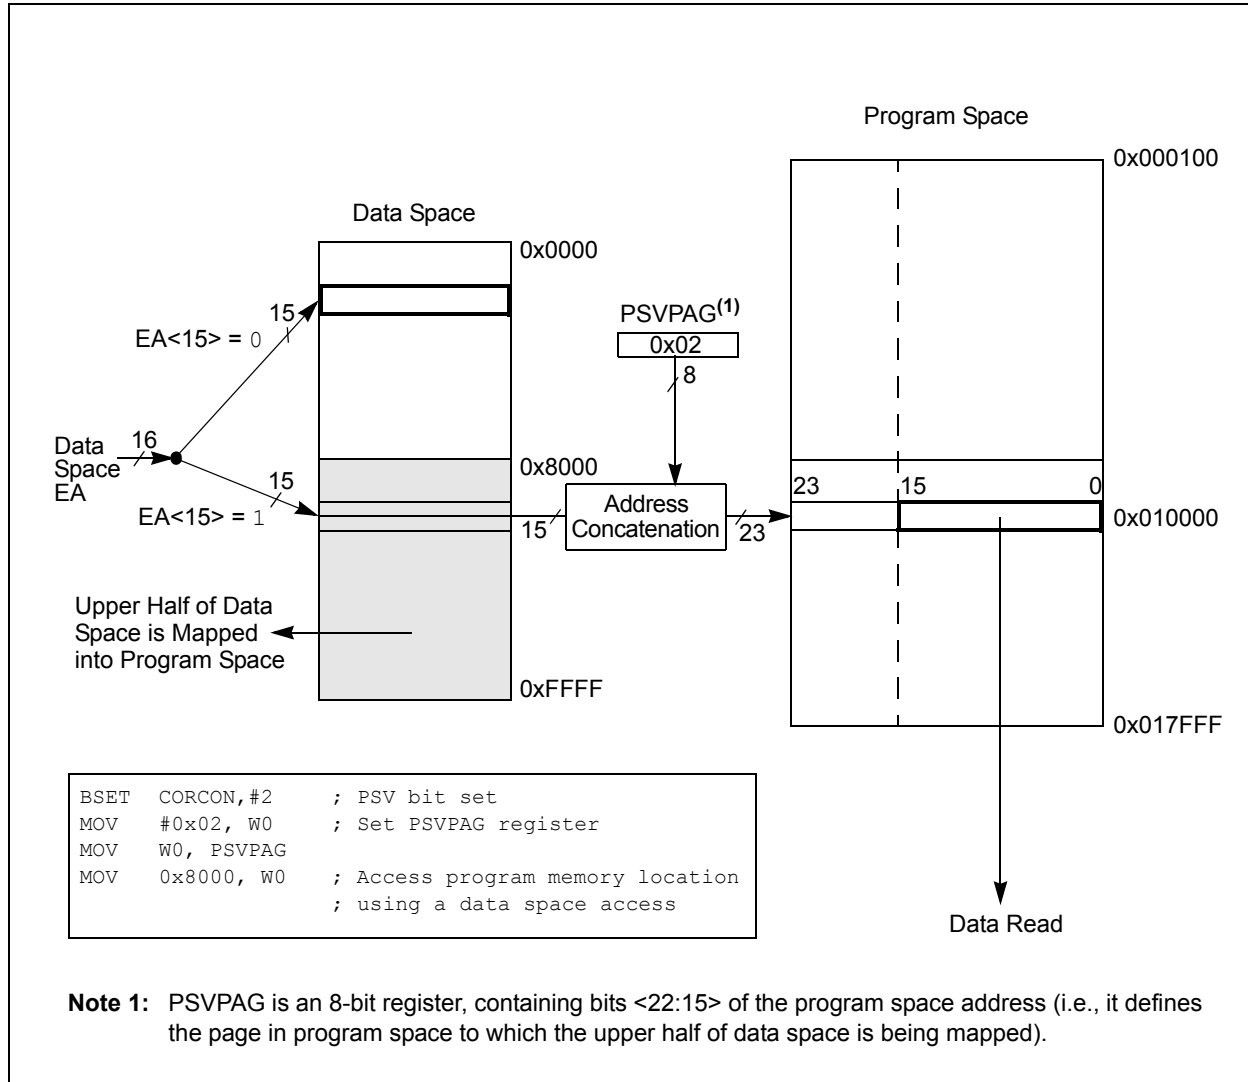 Program Space
0x000100
Data Space
0x0000
15
EA<15> = 0
PSVPAG(1)
0x02
8
Data
Space
EA
16
0x8000
15
EA<15> = 1
15
Address
Concatenation
23
23
15
0
0x010000
Upper Half of Data
Space is Mapped
into Program Space
0xFFFF
0x017FFF
BSET CORCON,#2 ; PSV bit set
MOV #0x02, W0 ; Set PSVPAG register
MOV W0, PSVPAG
MOV 0x8000, W0 ; Access program memory location
; using a data space access
Data Read
Note 1: PSVPAG is an 8-bit register, containing bits <22:15> of the program space address (i.e., it defines
the page in program space to which the upper half of data space is being mapped).